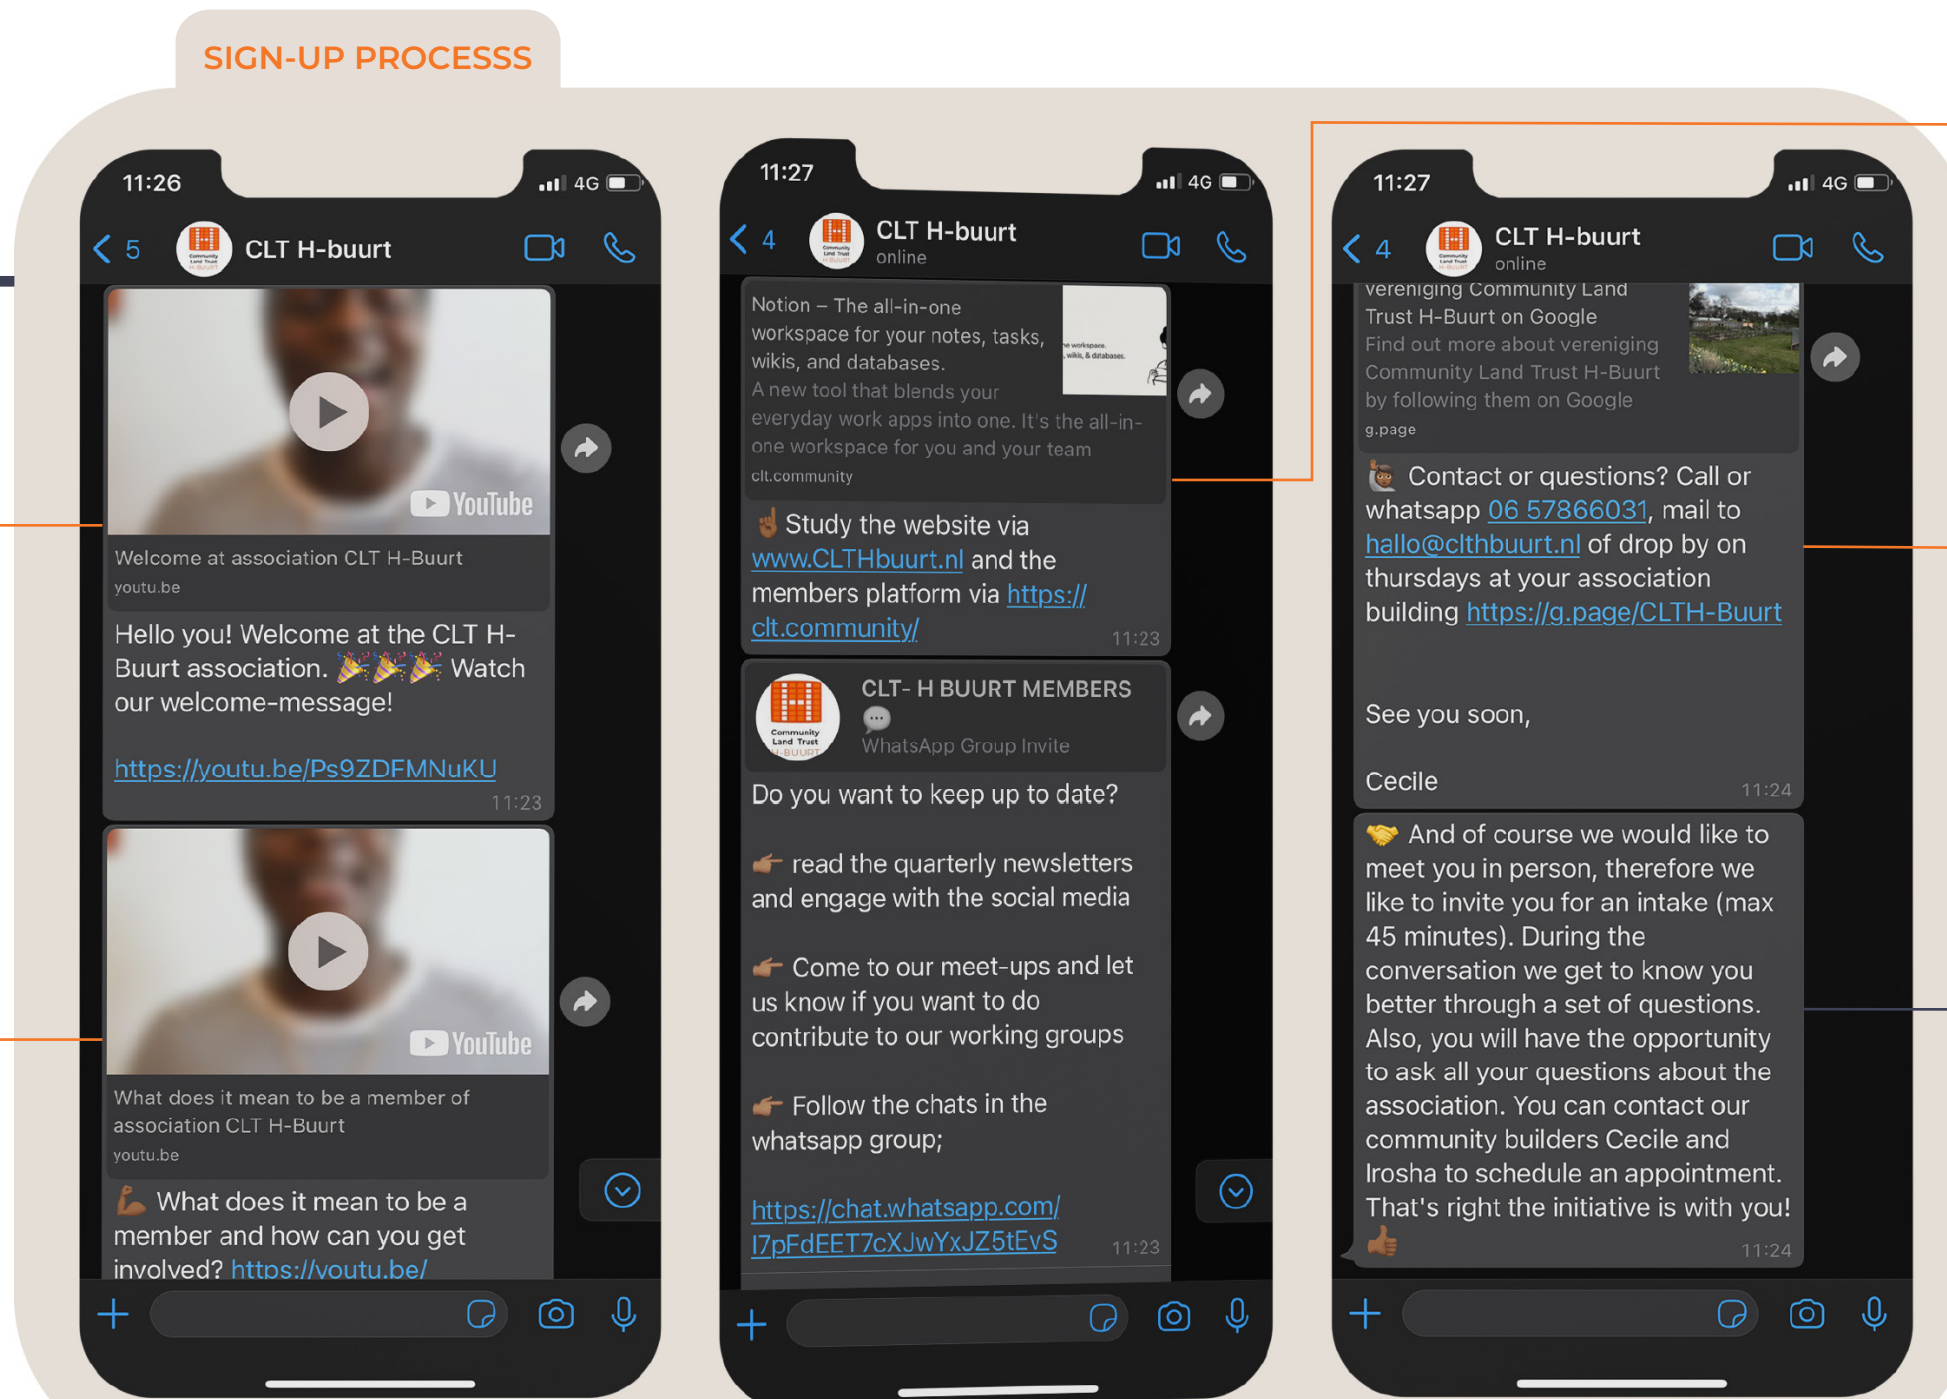 SIGN-UP PROCESSS
11:26
4G
5
CLT H-buurt
YouTube
Welcome at association CLT H-Buurt
youtu.be
Hello you! Welcome at the CLT H-
Buurt association. 🎉🎉🎉 Watch
our welcome-message!
https://youtu.be/Ps9ZDFMNuKU
11:23
YouTube
What does it mean to be a member of
association CLT H-Buurt
youtu.be
💪🏾 What does it mean to be a
member and how can you get
involved? https://youtu.be/
11:27
4G
4
Community
Land Trust
H-BUURT
CLT H-buurt
online
Notion – The all-in-one
workspace for your notes, tasks,
wikis, and databases.
A new tool that blends your
everyday work apps into one. It's the all-in-
one workspace for you and your team
clt.community
☝🏾 Study the website via
www.CLTHbuurt.nl and the
members platform via https://
clt.community/
11:23
Community
Land Trust
H-BUURT
CLT- H BUURT MEMBERS
💬
WhatsApp Group Invite
Do you want to keep up to date?
👉🏾 read the quarterly newsletters
and engage with the social media
👉🏾 Come to our meet-ups and let
us know if you want to do
contribute to our working groups
👉🏾 Follow the chats in the
whatsapp group;
https://chat.whatsapp.com/
I7pFdEET7cXJwYxJZ5tEvS
11:23
11:27
4G
4
CLT H-buurt
online
vereniging Community Land
Trust H-Buurt on Google
Find out more about vereniging
Community Land Trust H-Buurt
by following them on Google
g.page
🙋🏾 Contact or questions? Call or
whatsapp 06 57866031, mail to
hallo@clthbuurt.nl of drop by on
thursdays at your association
building https://g.page/CLTH-Buurt
See you soon,
Cecile
11:24
🤝 And of course we would like to
meet you in person, therefore we
like to invite you for an intake (max
45 minutes). During the
conversation we get to know you
better through a set of questions.
Also, you will have the opportunity
to ask all your questions about the
association. You can contact our
community builders Cecile and
Irosha to schedule an appointment.
That's right the initiative is with you!
👍🏾
11:24